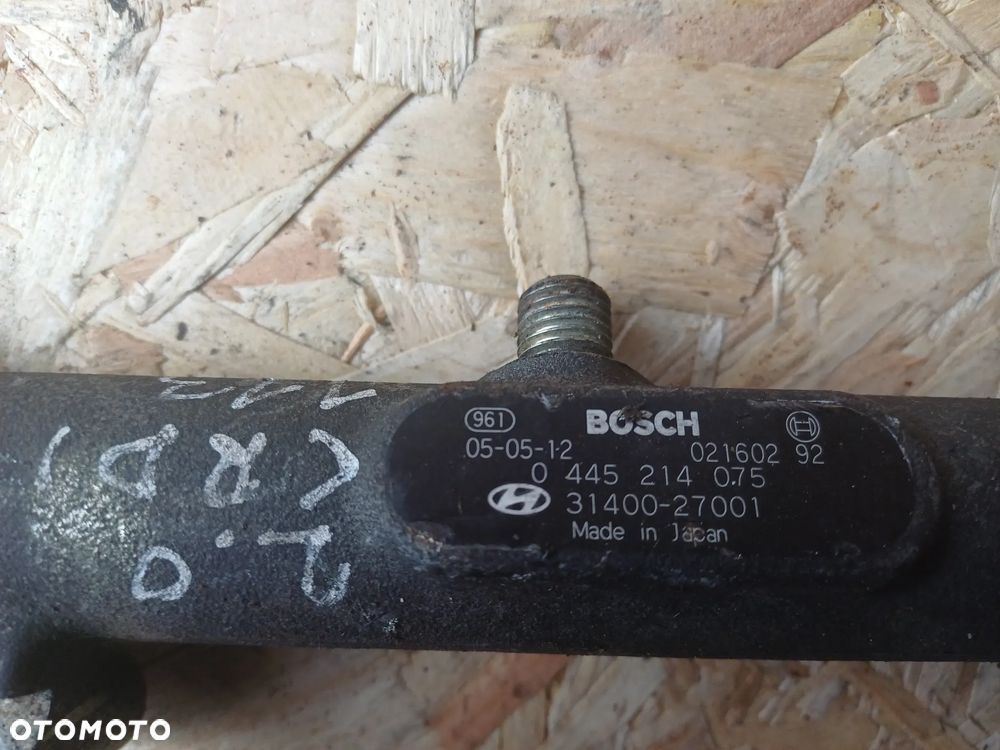 961 BOSCH
05-05-12 021602 92
0 445 214 075
31400-27001
Made in Japan
2.0
CRDI
OTOMOTO